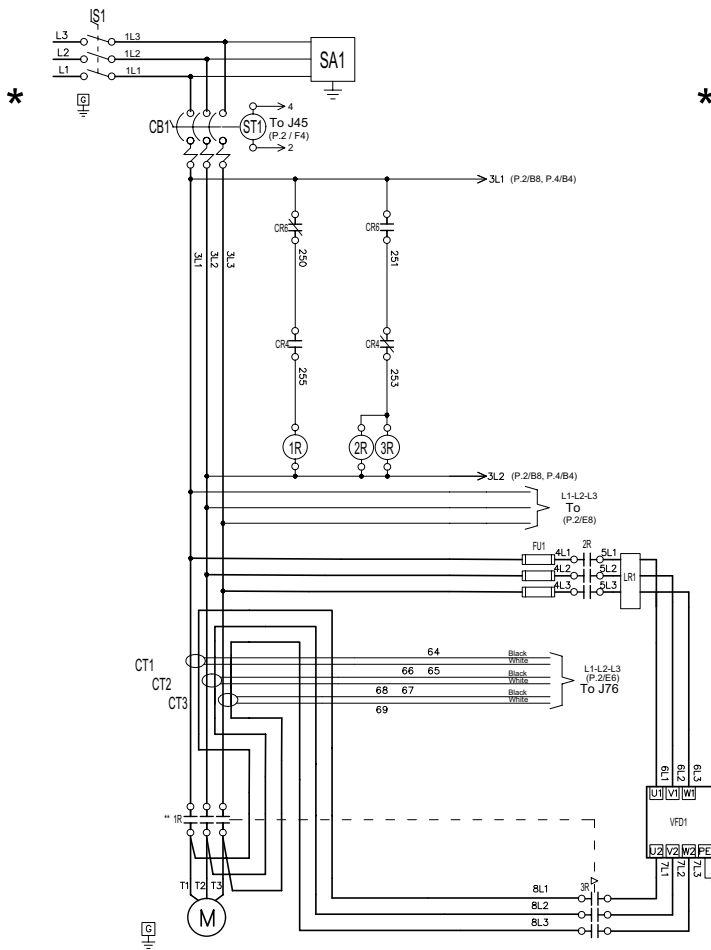 IS1
L3 1L3
L2 1L2
L1 1L1
SA1
G
*
*
CB1
ST1
4
To J45
(P.2 / F4)
2
3L1 (P.2/B8, P.4/B4)
CR6
CR6
3L1
3L2
3L3
250
251
CR4
CR4
255
253
1R
2R
3R
3L2 (P.2/B8, P.4/B4)
L1-L2-L3
To
(P.2/E8)
FU1
2R
4L1 5L1
4L2 5L2
4L3 5L3
LR1
CT1
CT2
CT3
64 Black
White
66 65 Black
White
68 67 Black
69 White
L1-L2-L3
(P.2/E6)
To J76
6L1
6L2
6L3
U1 V1 W1
VFD1
U2 V2 W2 PE
7L1
7L2
7L3
** 1R
T1 T2 T3
M
G
3R
8L1
8L2
8L3